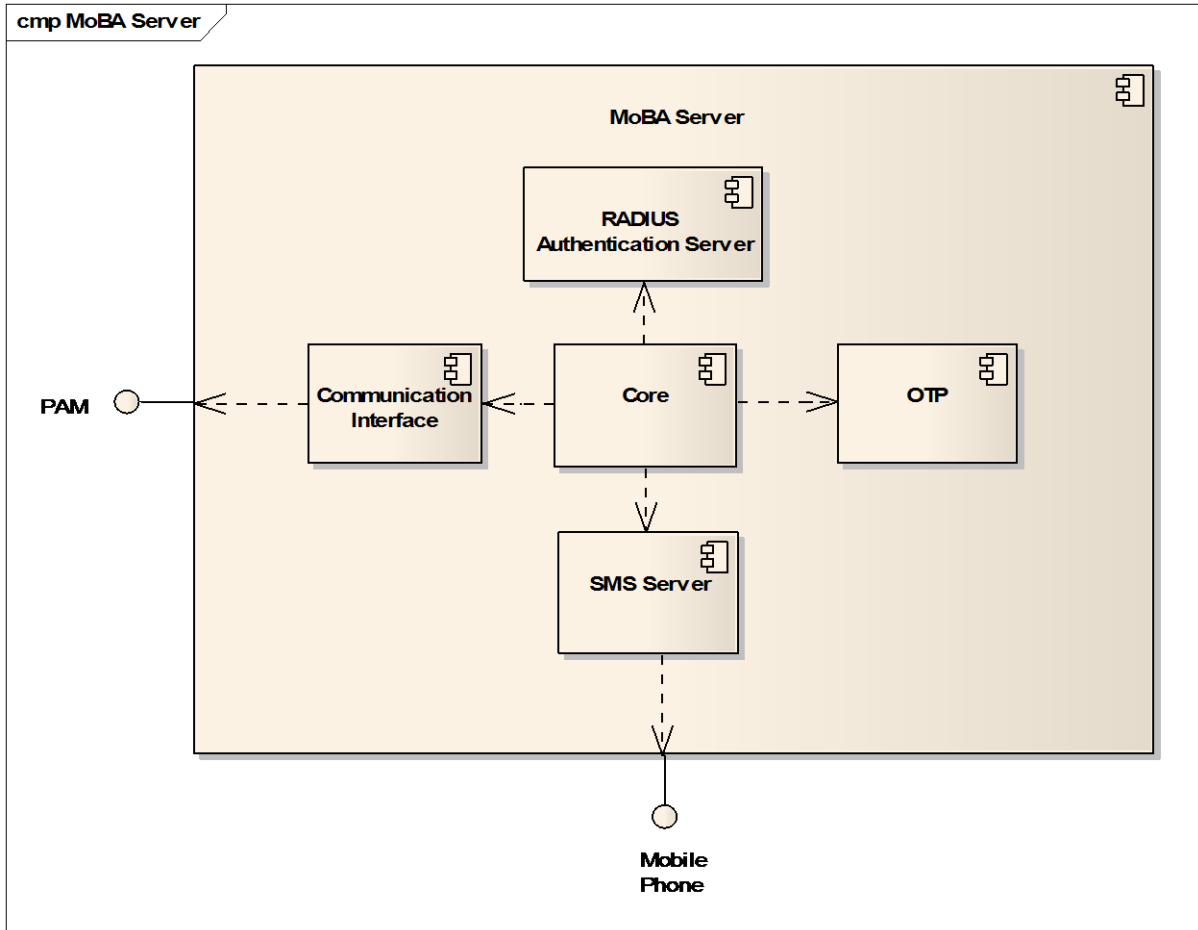 cmp MoBA Server
MoBA Server
RADIUS
Authentication Server
PAM
Communication
Interface
Core
OTP
SMS Server
Mobile
Phone